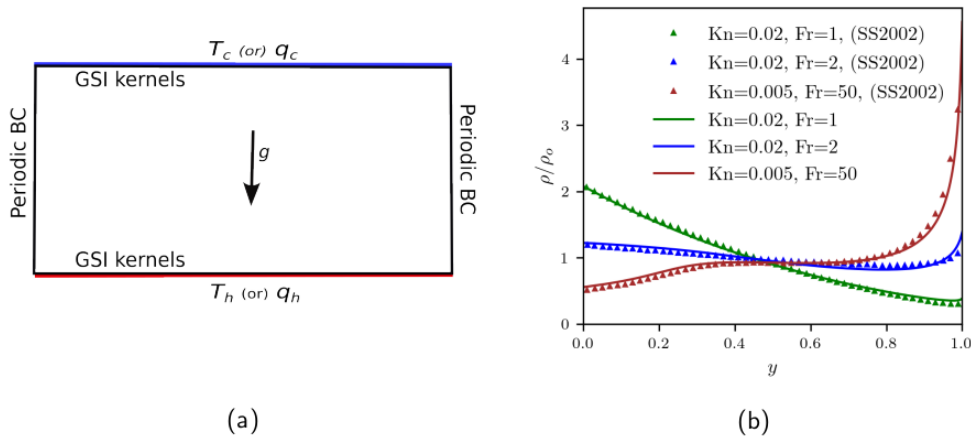 T_c (or) q_c
GSI kernels
Periodic BC
g
Periodic BC
GSI kernels
T_h (or) q_h
(a)
Kn=0.02, Fr=1, (SS2002)
Kn=0.02, Fr=2, (SS2002)
Kn=0.005, Fr=50, (SS2002)
Kn=0.02, Fr=1
Kn=0.02, Fr=2
Kn=0.005, Fr=50
ρ/ρ_o
4
3
2
1
0
0.0 0.2 0.4 0.6 0.8 1.0
y
(b)